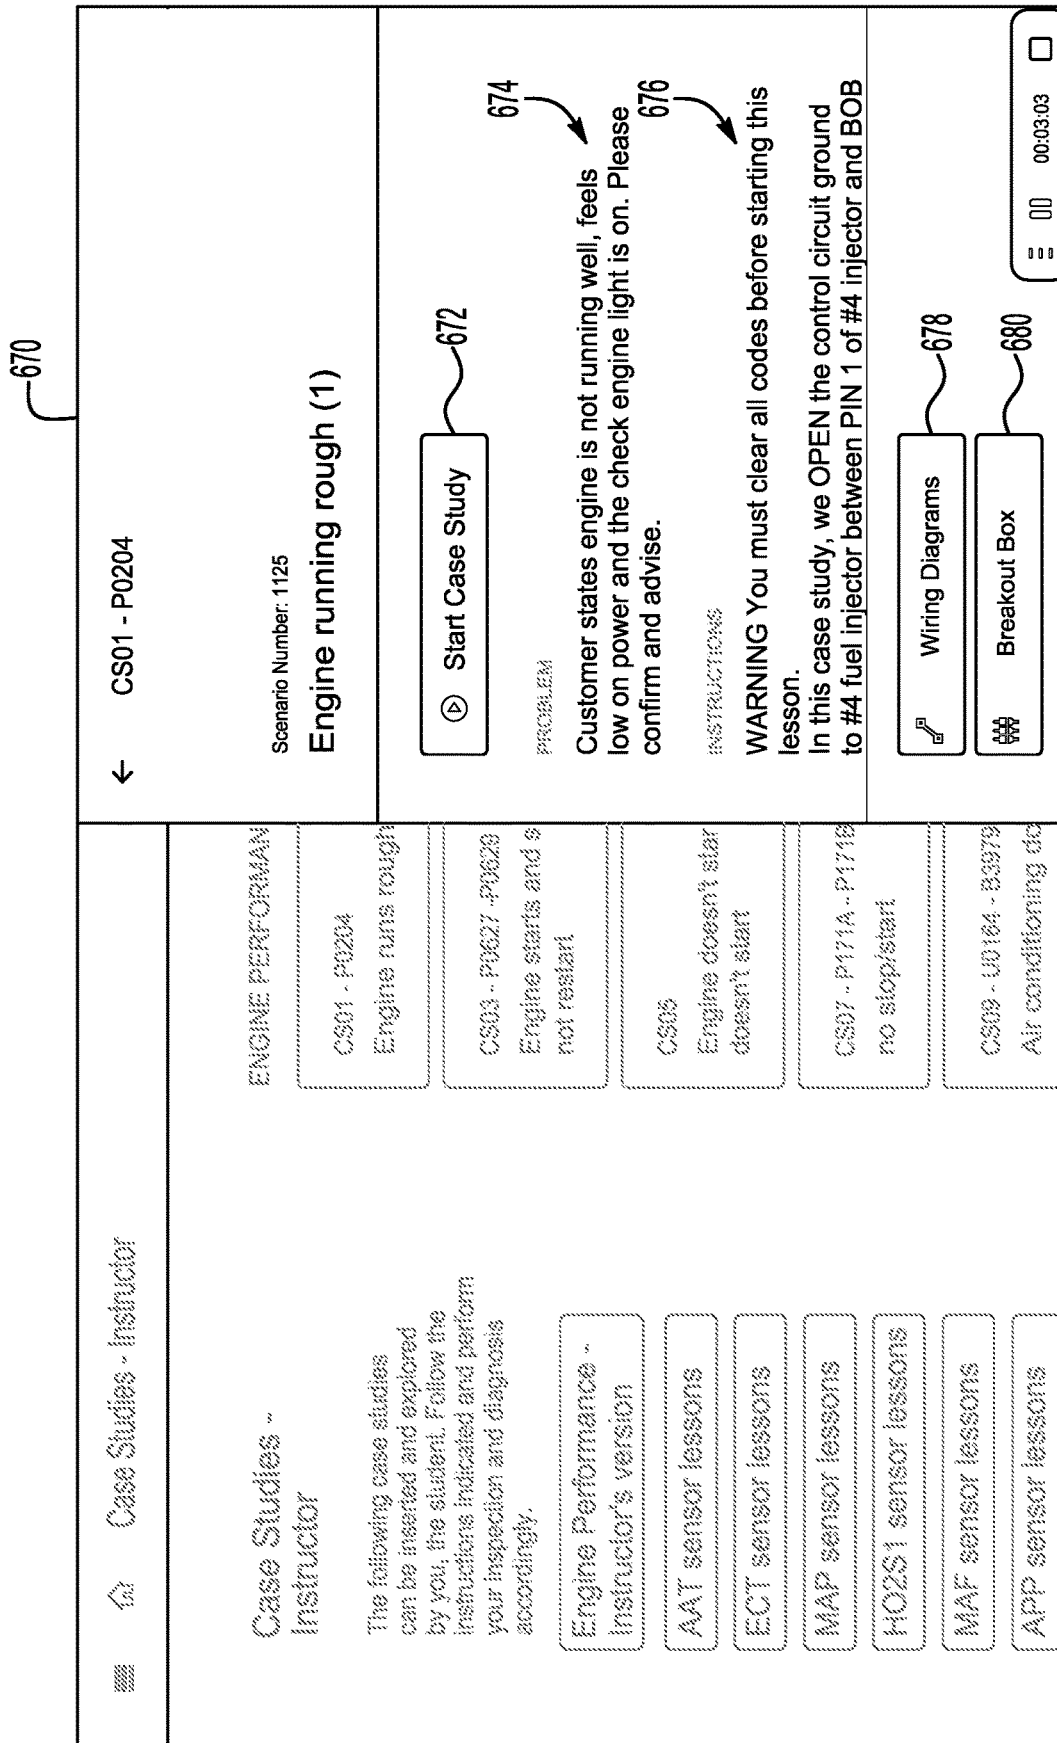 670
Case Studies - Instructor
Case Studies -
Instructor
The following case studies
can be inserted and explored
by you, the student. Follow the
instructions indicated and perform
your inspection and diagnosis
accordingly.
Engine Performance -
Instructor's version
AAT sensor lessons
ECT sensor lessons
MAP sensor lessons
HO2S1 sensor lessons
MAF sensor lessons
APP sensor lessons
ENGINE PERFORMAN
CS01 - P0204
Engine runs rough
CS03 - P0627 -P0629
Engine starts and s
not restart
CS05
Engine doesn't star
doesn't start
CS07 - P171A - P171B
no stop/start
CS09 - U0164 - B3979
Air conditioning do
← CS01 - P0204
Scenario Number: 1125
Engine running rough (1)
Start Case Study
672
PROBLEM
674
Customer states engine is not running well, feels
low on power and the check engine light is on. Please
confirm and advise.
INSTRUCTIONS
676
WARNING You must clear all codes before starting this
lesson.
In this case study, we OPEN the control circuit ground
to #4 fuel injector between PIN 1 of #4 injector and BOB
Wiring Diagrams
678
Breakout Box
680
00:03:03